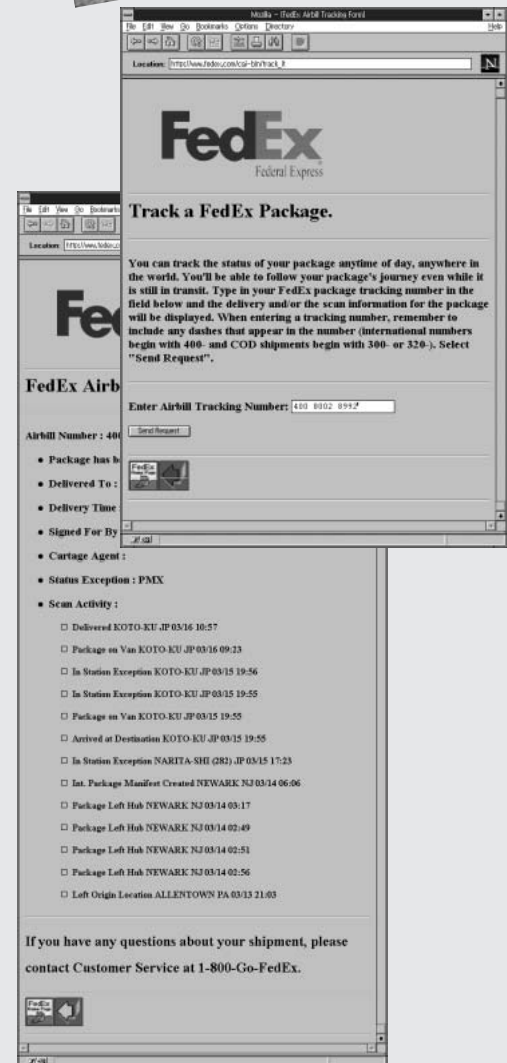 Mozilla - [FedEx Airbill Tracking Form]
File Edit View Go Bookmarks Options Directory Help
Location: http://www.fedex.com/cgi-bin/track_it
N
FedEx
Federal Express
Track a FedEx Package.
You can track the status of your package anytime of day, anywhere in
the world. You'll be able to follow your package's journey even while it
is still in transit. Type in your FedEx package tracking number in the
field below and the delivery and/or the scan information for the package
will be displayed. When entering a tracking number, remember to
include any dashes that appear in the number (international numbers
begin with 400- and COD shipments begin with 300- or 320-). Select
"Send Request".
Enter Airbill Tracking Number: 400 0002 8992
Send Request
FedEx
File Edit View Go Bookmarks
Location: http://www.fedex.c
Fe
FedEx Airb
Airbill Number : 40
• Package has b
• Delivered To :
• Delivery Time
• Signed For By
• Cartage Agent :
• Status Exception : PMX
• Scan Activity :
□ Delivered KOTO-KU JP 03/16 10:57
□ Package on Van KOTO-KU JP 03/16 09:23
□ In Station Exception KOTO-KU JP 03/15 19:56
□ In Station Exception KOTO-KU JP 03/15 19:55
□ Package on Van KOTO-KU JP 03/15 19:55
□ Arrived at Destination KOTO-KU JP 03/15 19:55
□ In Station Exception NARITA-SHI (282) JP 03/15 17:23
□ Int. Package Manifest Created NEWARK NJ 03/14 06:06
□ Package Left Hub NEWARK NJ 03/14 03:17
□ Package Left Hub NEWARK NJ 03/14 02:49
□ Package Left Hub NEWARK NJ 03/14 02:51
□ Package Left Hub NEWARK NJ 03/14 02:56
□ Left Origin Location ALLENTOWN PA 03/13 21:03
If you have any questions about your shipment, please
contact Customer Service at 1-800-Go-FedEx.
FedEx